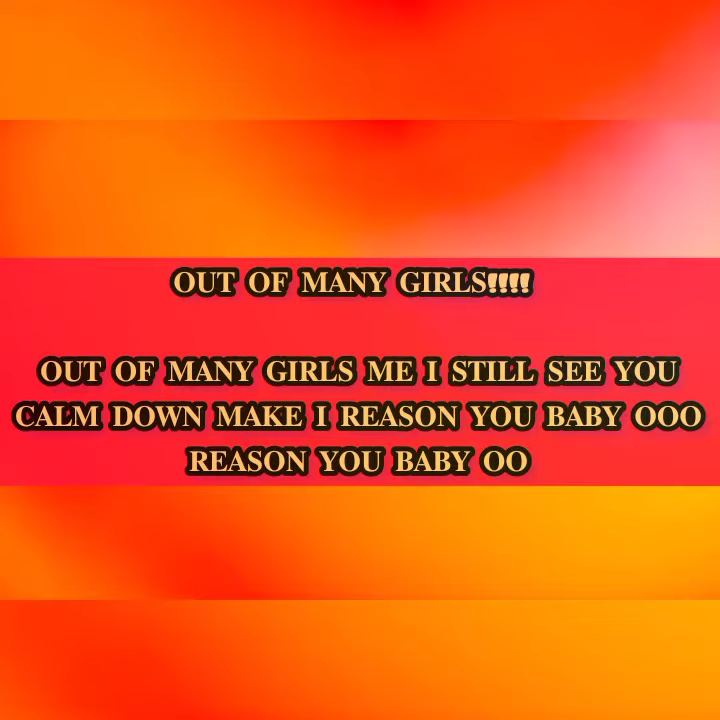 OUT OF MANY GIRLS!!!!
OUT OF MANY GIRLS ME I STILL SEE YOU
CALM DOWN MAKE I REASON YOU BABY OOO
REASON YOU BABY OO